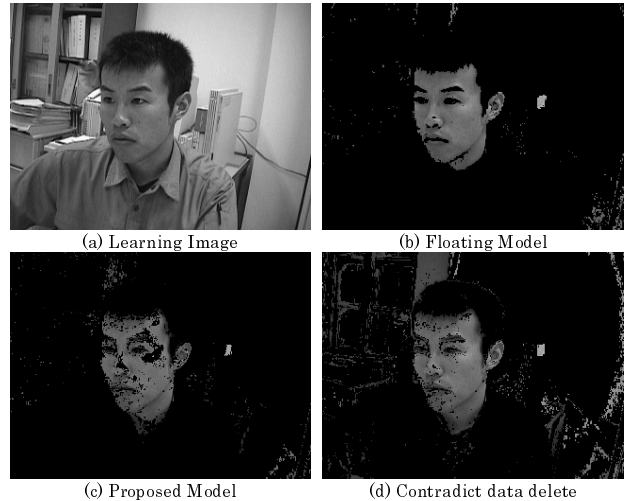 (a) Learning Image
(b) Floating Model
(c) Proposed Model
(d) Contradict data delete